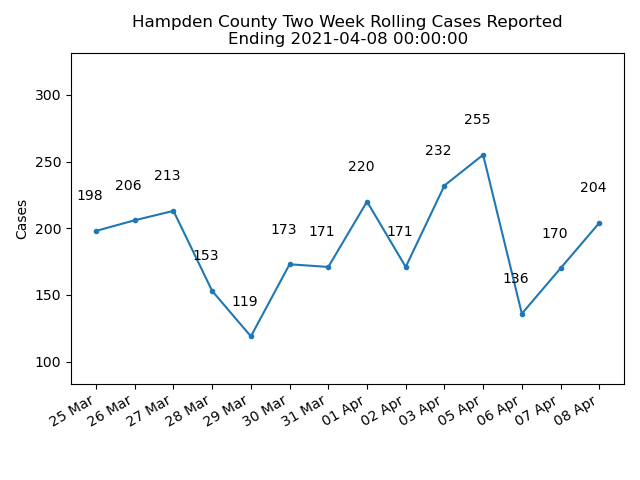 Hampden County Two Week Rolling Cases Reported
Ending 2021-04-08 00:00:00
Cases
300
250
200
150
100
198
206
213
153
119
173
171
220
171
232
255
136
170
204
25 Mar
26 Mar
27 Mar
28 Mar
29 Mar
30 Mar
31 Mar
01 Apr
02 Apr
03 Apr
05 Apr
06 Apr
07 Apr
08 Apr